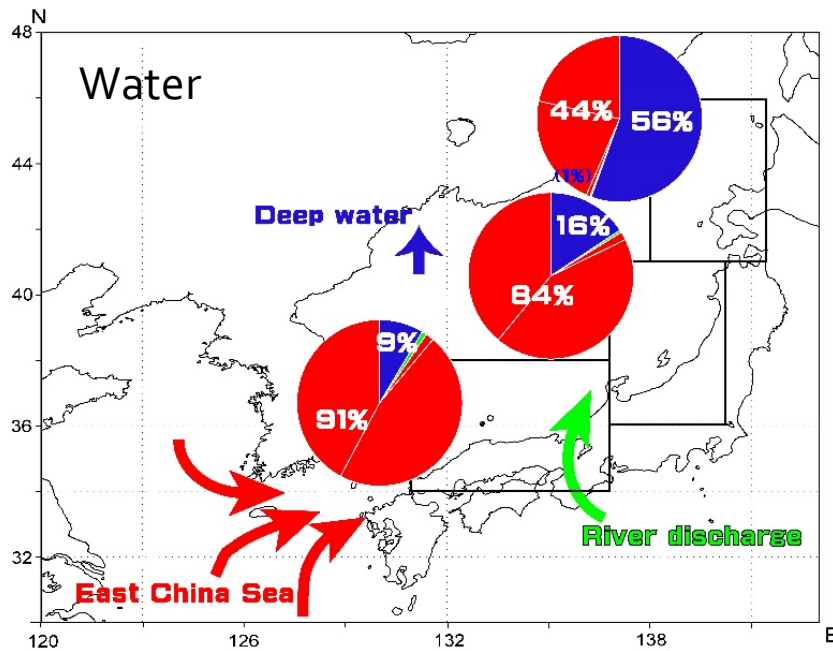 N
48
Water
44%
56%
44
(1%)
Deep water
16%
40
84%
9%
91%
36
River discharge
32
East China Sea
120
126
132
138
E